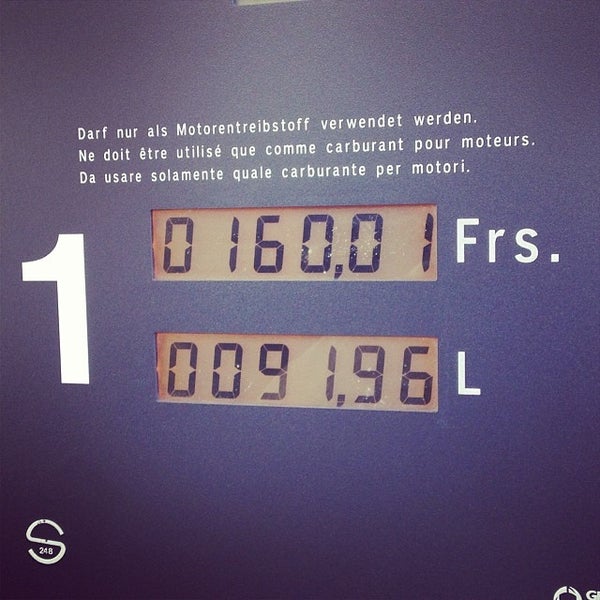 Darf nur als Motorentreibstoff verwendet werden.
Ne doit être utilisé que comme carburant pour moteurs.
Da usare solamente quale carburante per motori.
1
0160,01 Frs.
0091,96 L
S
248